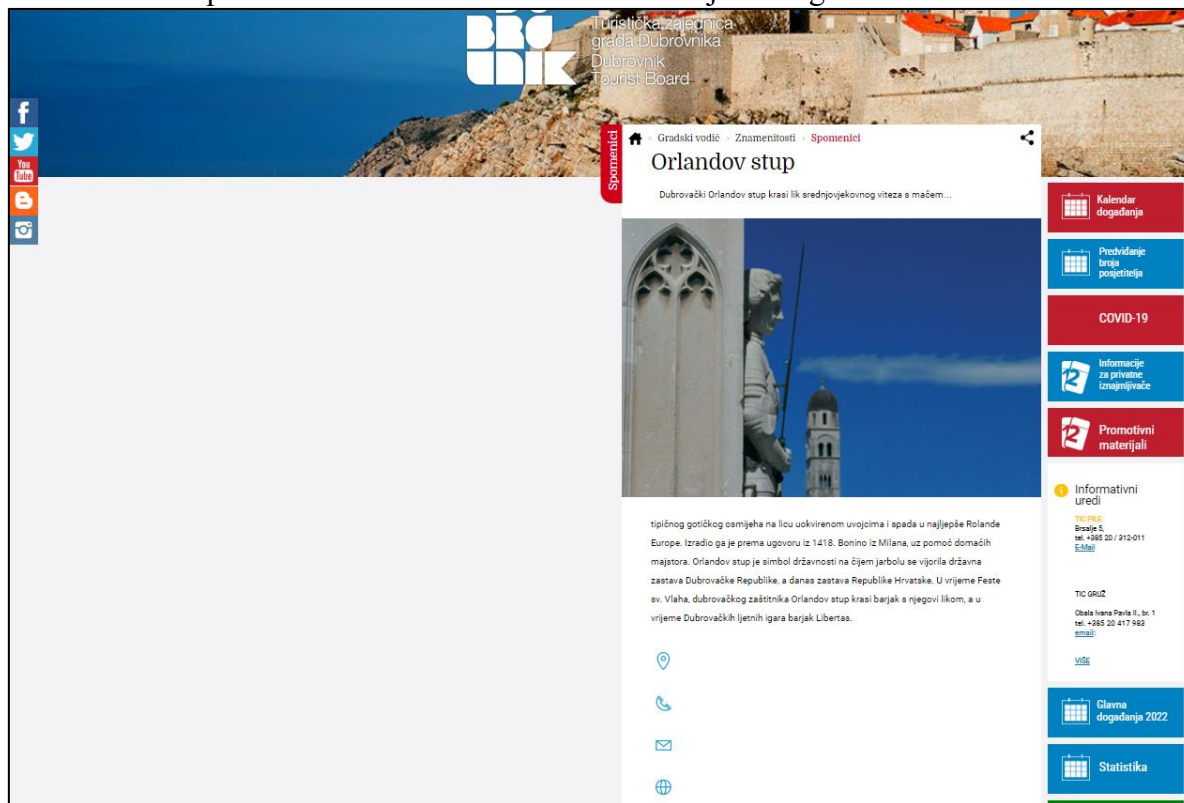 BRO
UNIK
Turistička zajednica
grada Dubrovnika
Dubrovnik
Tourist Board
f
You
Tube
Spomenici
Gradski vodič › Znamenitosti › Spomenici
Orlandov stup
Dubrovački Orlandov stup krasi lik srednjovjekovnog viteza s mačem...
tipičnog gotičkog osmijeha na licu uokvirenom uvojcima i spada u najljepše Rolande
Europe. Izradio ga je prema ugovoru iz 1418. Bonino iz Milana, uz pomoć domaćih
majstora. Orlandov stup je simbol državnosti na čijem jarbolu se vijorila državna
zastava Dubrovačke Republike, a danas zastava Republike Hrvatske. U vrijeme Feste
sv. Vlaha, dubrovačkog zaštitnika Orlandov stup krasi barjak s njegovi likom, a u
vrijeme Dubrovačkih ljetnih igara barjak Libertas.
Kalendar
događanja
Predviđanje
broja
posjetitelja
COVID-19
Informacije
za privatne
iznajmljivače
Promotivni
materijali
Informativni
uredi
TIC PILE
Brsalje 5,
tel. +385 20 / 312-011
E-Mail
TIC GRUŽ
Obala Ivana Pavla II., br. 1
tel. +385 20 417 983
email:
VIŠE
Glavna
događanja 2022
Statistika